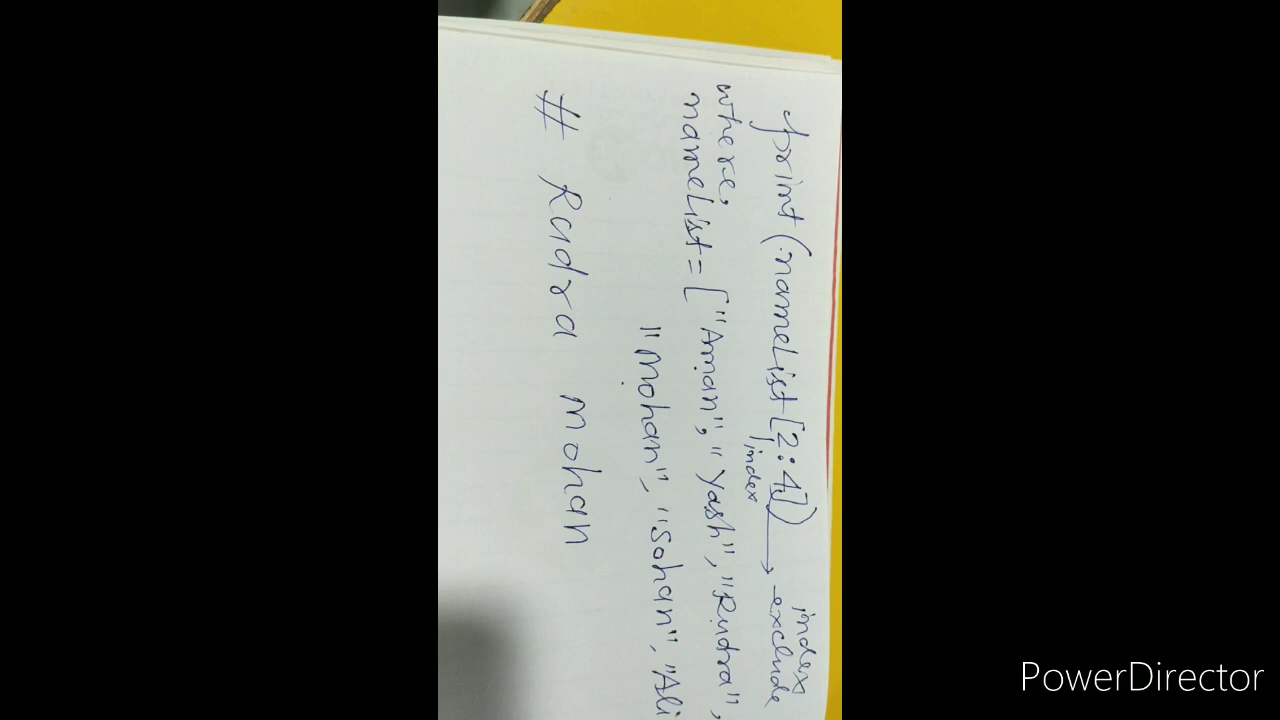 print(nameList[2:4])
index
index
exclude
where,
nameList = ["Aman", "Yash", "Rudra",
"Mohan", "Sohan", "Ali
# Rudra Mohan
PowerDirector